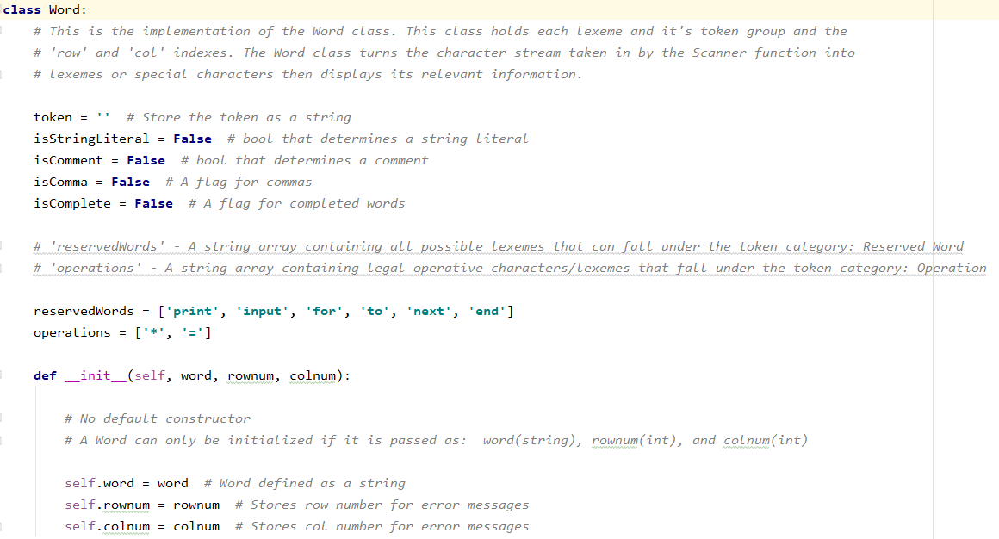 class Word:
# This is the implementation of the Word class. This class holds each lexeme and it's token group and the
# 'row' and 'col' indexes. The Word class turns the character stream taken in by the Scanner function into
# lexemes or special characters then displays its relevant information.
token = ''  # Store the token as a string
isStringLiteral = False  # bool that determines a string literal
isComment = False  # bool that determines a comment
isComma = False  # A flag for commas
isComplete = False  # A flag for completed words
# 'reservedWords' - A string array containing all possible lexemes that can fall under the token category: Reserved Word
# 'operations' - A string array containing legal operative characters/lexemes that fall under the token category: Operation
reservedWords = ['print', 'input', 'for', 'to', 'next', 'end']
operations = ['*', '=']
def __init__(self, word, rownum, colnum):
# No default constructor
# A Word can only be initialized if it is passed as:  word(string), rownum(int), and colnum(int)
self.word = word  # Word defined as a string
self.rownum = rownum  # Stores row number for error messages
self.colnum = colnum  # Stores col number for error messages